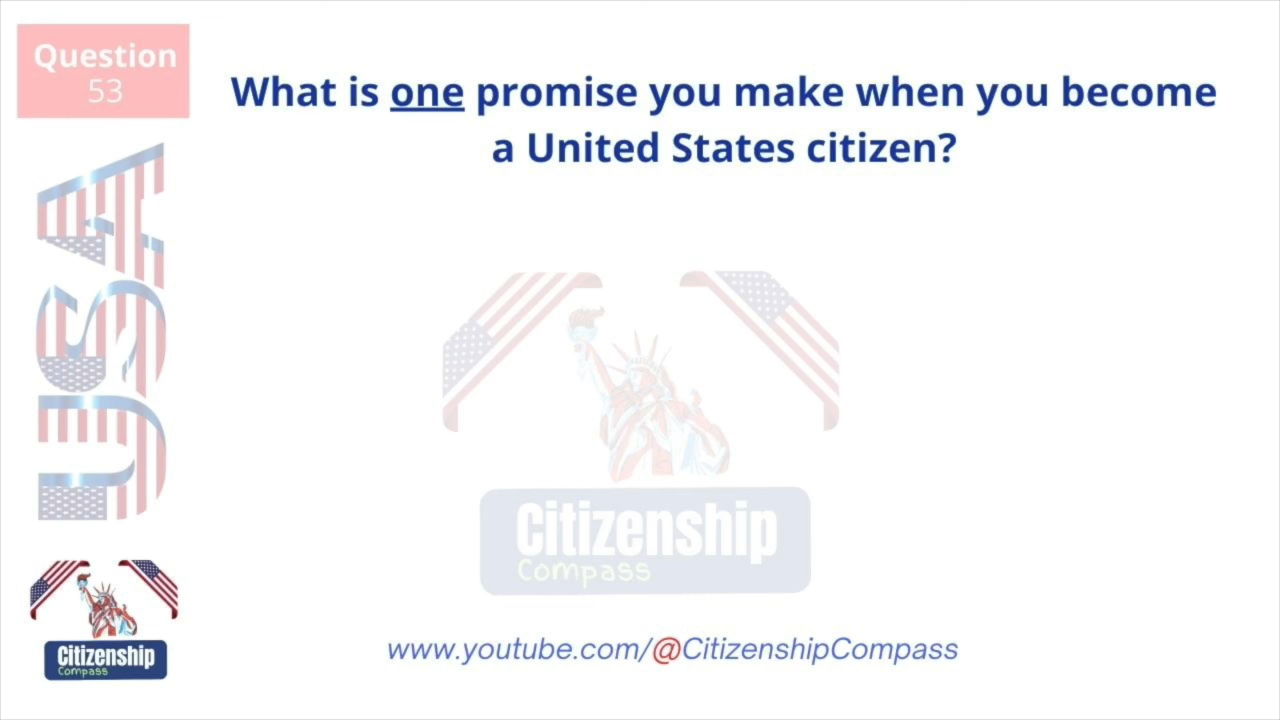 Question
53
What is one promise you make when you become
a United States citizen?
USA
Citizenship
Compass
Citizenship
Compass
www.youtube.com/@CitizenshipCompass